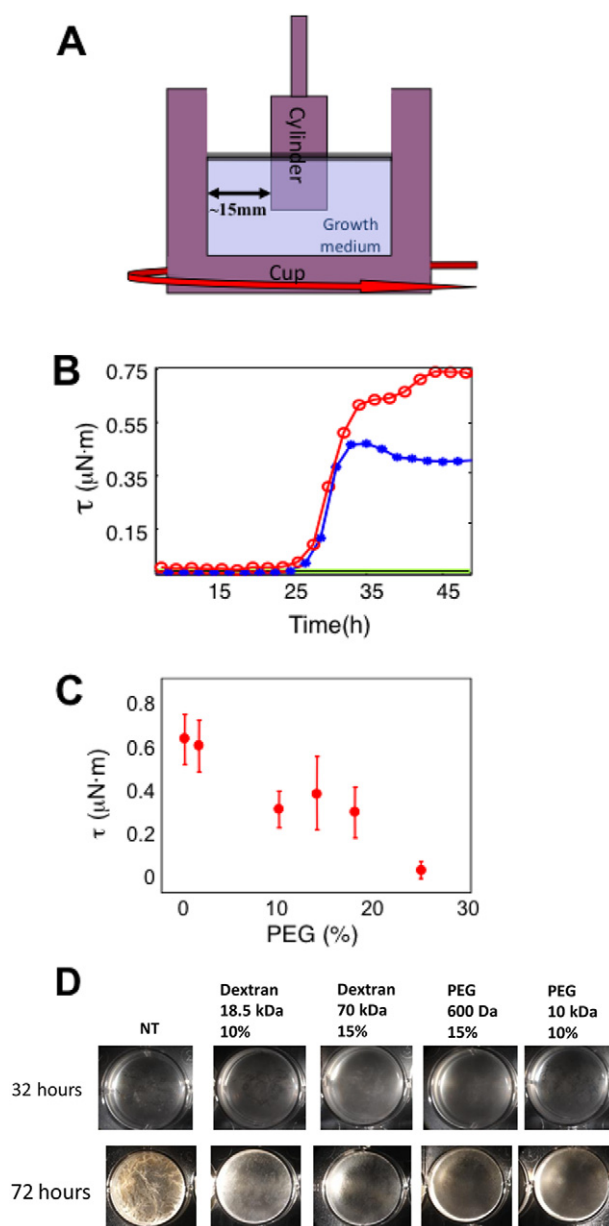 A
Cylinder
~15mm
Growth
medium
Cup
B
0.75
0.55
0.35
0.15
τ (μN·m)
15 25 35 45
Time(h)
C
0.8
0.6
0.4
0.2
0
τ (μN·m)
0 10 20 30
PEG (%)
D
NT
Dextran
18.5 kDa
10%
Dextran
70 kDa
15%
PEG
600 Da
15%
PEG
10 kDa
10%
32 hours
72 hours